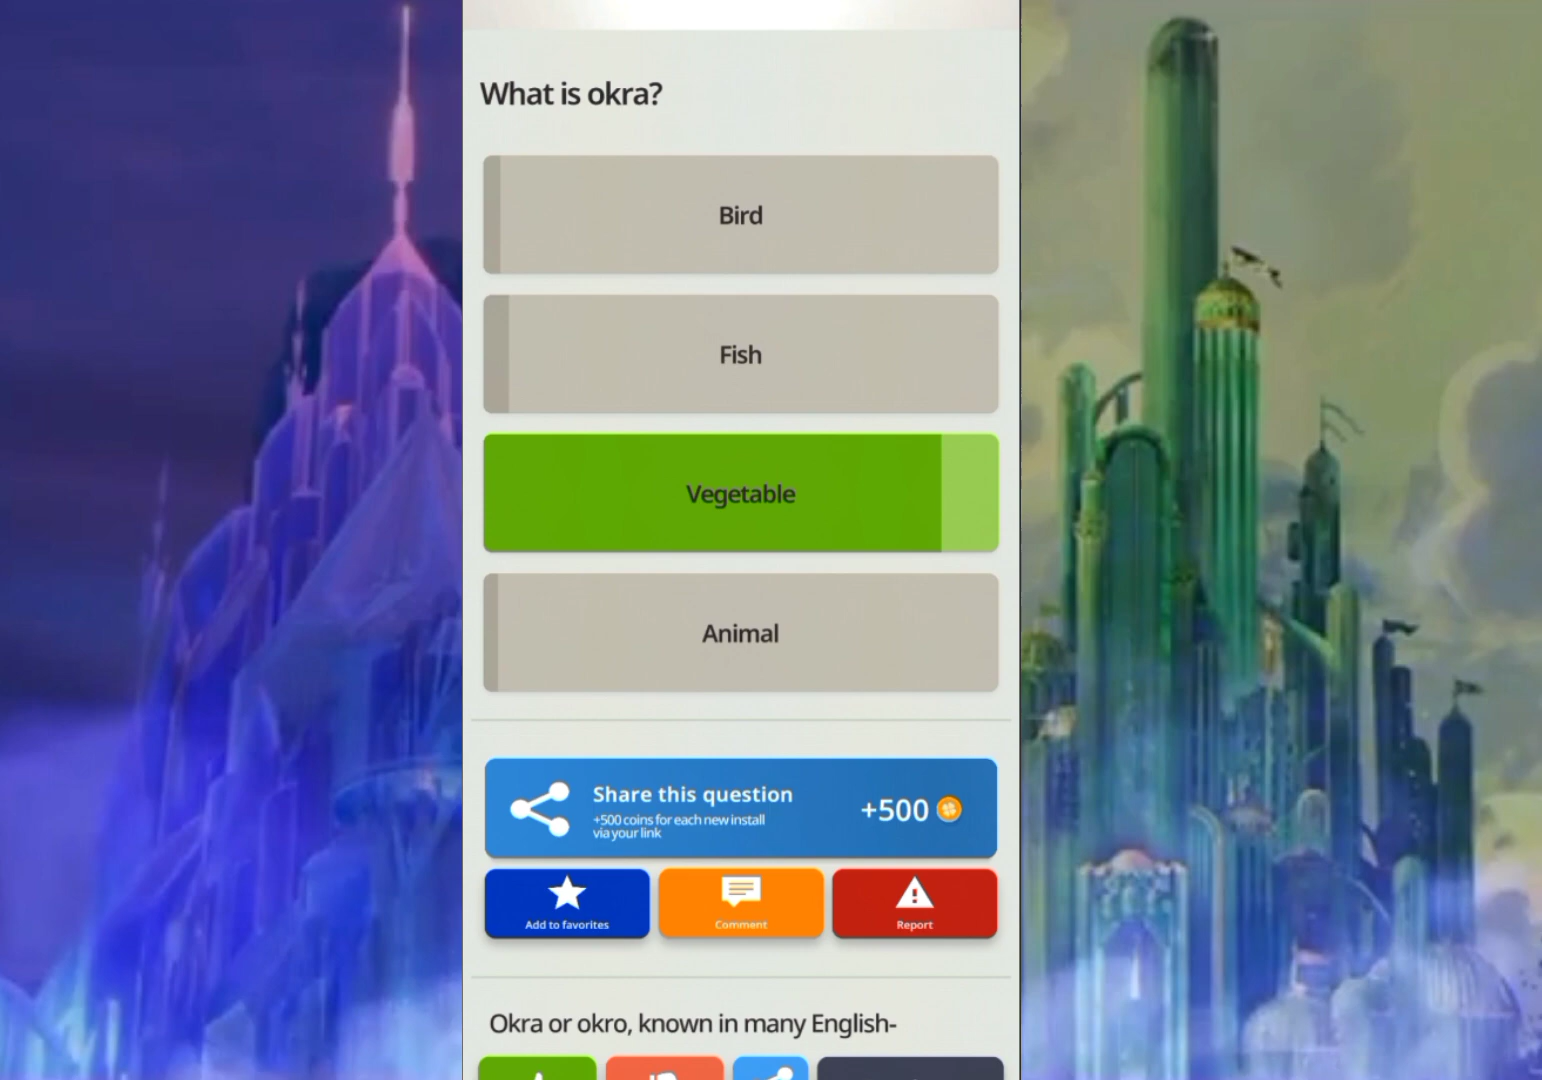 What is okra?
Bird
Fish
Vegetable
Animal
Share this question
+500 coins for each new install
via your link
+500
Add to favorites
Comment
Report
Okra or okro, known in many English-